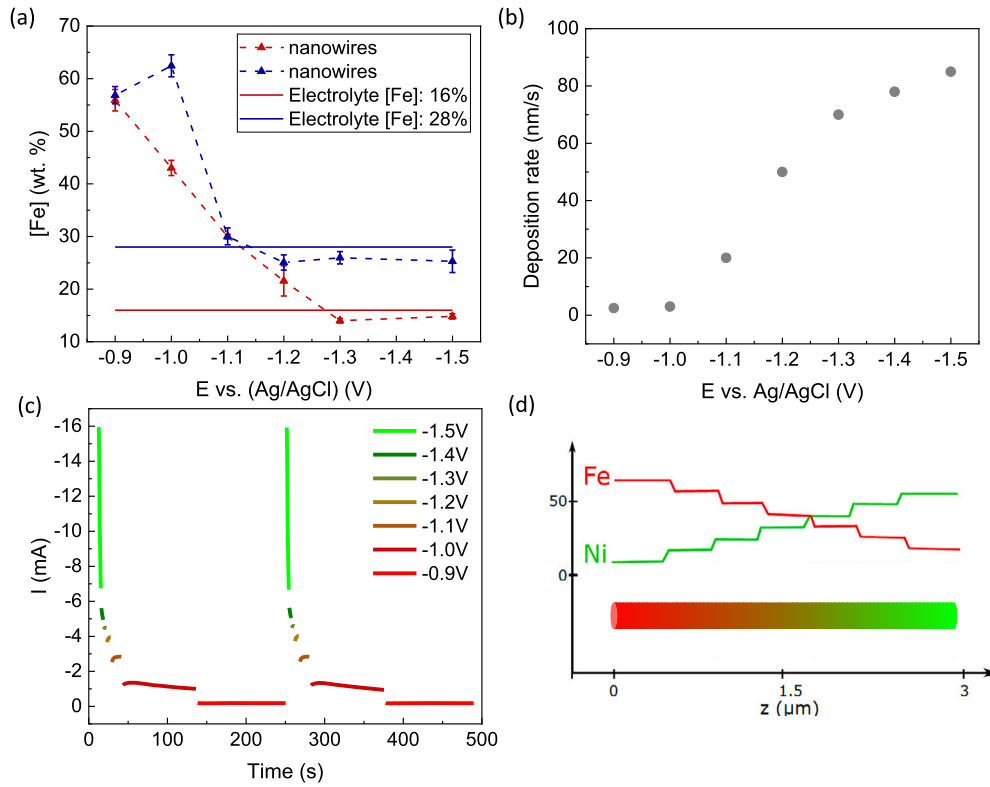 (a)
70
60
50
40
30
20
10
[Fe] (wt. %)
nanowires
nanowires
Electrolyte [Fe]: 16%
Electrolyte [Fe]: 28%
-0.9 -1.0 -1.1 -1.2 -1.3 -1.4 -1.5
E vs. (Ag/AgCl) (V)
(b)
100
80
60
40
20
0
Deposition rate (nm/s)
-0.9 -1.0 -1.1 -1.2 -1.3 -1.4 -1.5
E vs. Ag/AgCl (V)
(c)
-16
-14
-12
-10
-8
-6
-4
-2
0
I (mA)
-1.5V
-1.4V
-1.3V
-1.2V
-1.1V
-1.0V
-0.9V
0 100 200 300 400 500
Time (s)
(d)
Fe
50
Ni
0
0 1.5 3
z (μm)